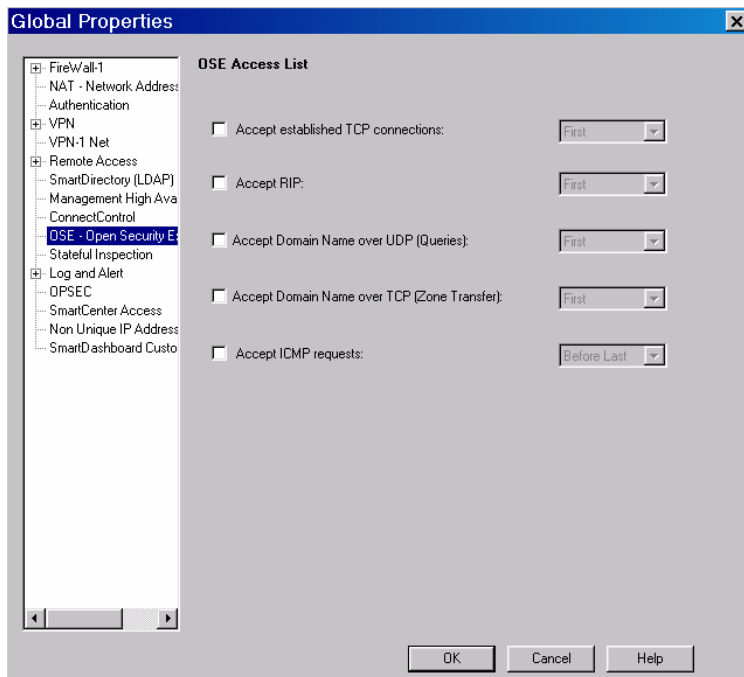 Global Properties
FireWall-1
NAT - Network Address
Authentication
VPN
VPN-1 Net
Remote Access
SmartDirectory (LDAP)
Management High Ava
ConnectControl
OSE - Open Security E
Stateful Inspection
Log and Alert
OPSEC
SmartCenter Access
Non Unique IP Address
SmartDashboard Custo
OSE Access List
Accept established TCP connections: First
Accept RIP: First
Accept Domain Name over UDP (Queries): First
Accept Domain Name over TCP (Zone Transfer): First
Accept ICMP requests: Before Last
OK Cancel Help